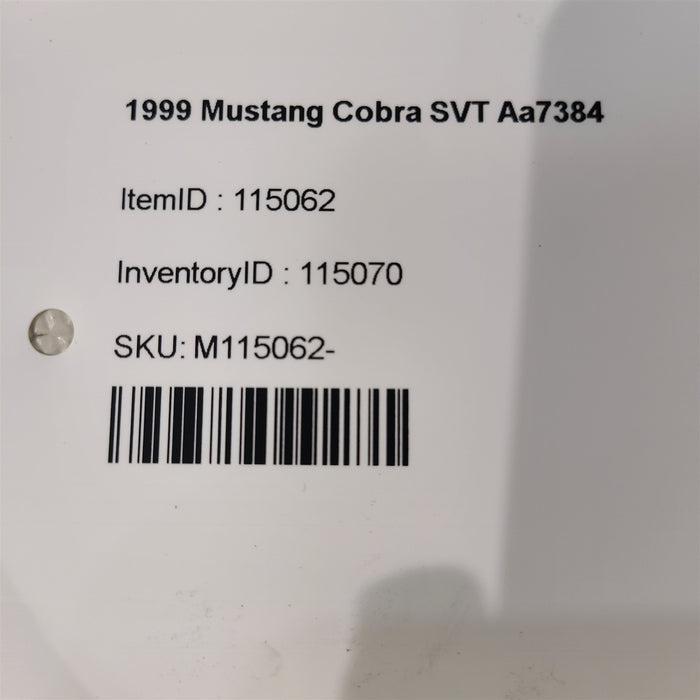 1999 Mustang Cobra SVT Aa7384
ItemID : 115062
InventoryID : 115070
SKU: M115062-